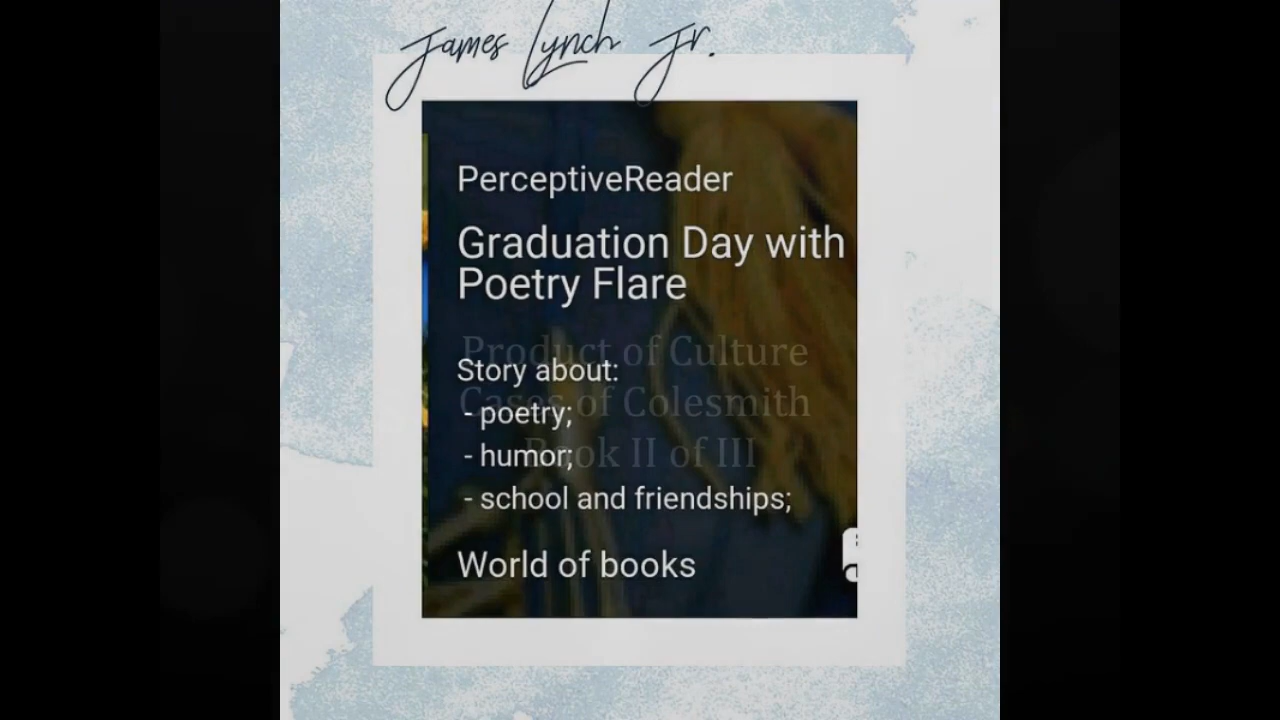 James Lynch Jr.
PerceptiveReader
Graduation Day with
Poetry Flare
Product of Culture
Story about:
Cases of Colesmith
- poetry;
Book II of III
- humor;
- school and friendships;
World of books